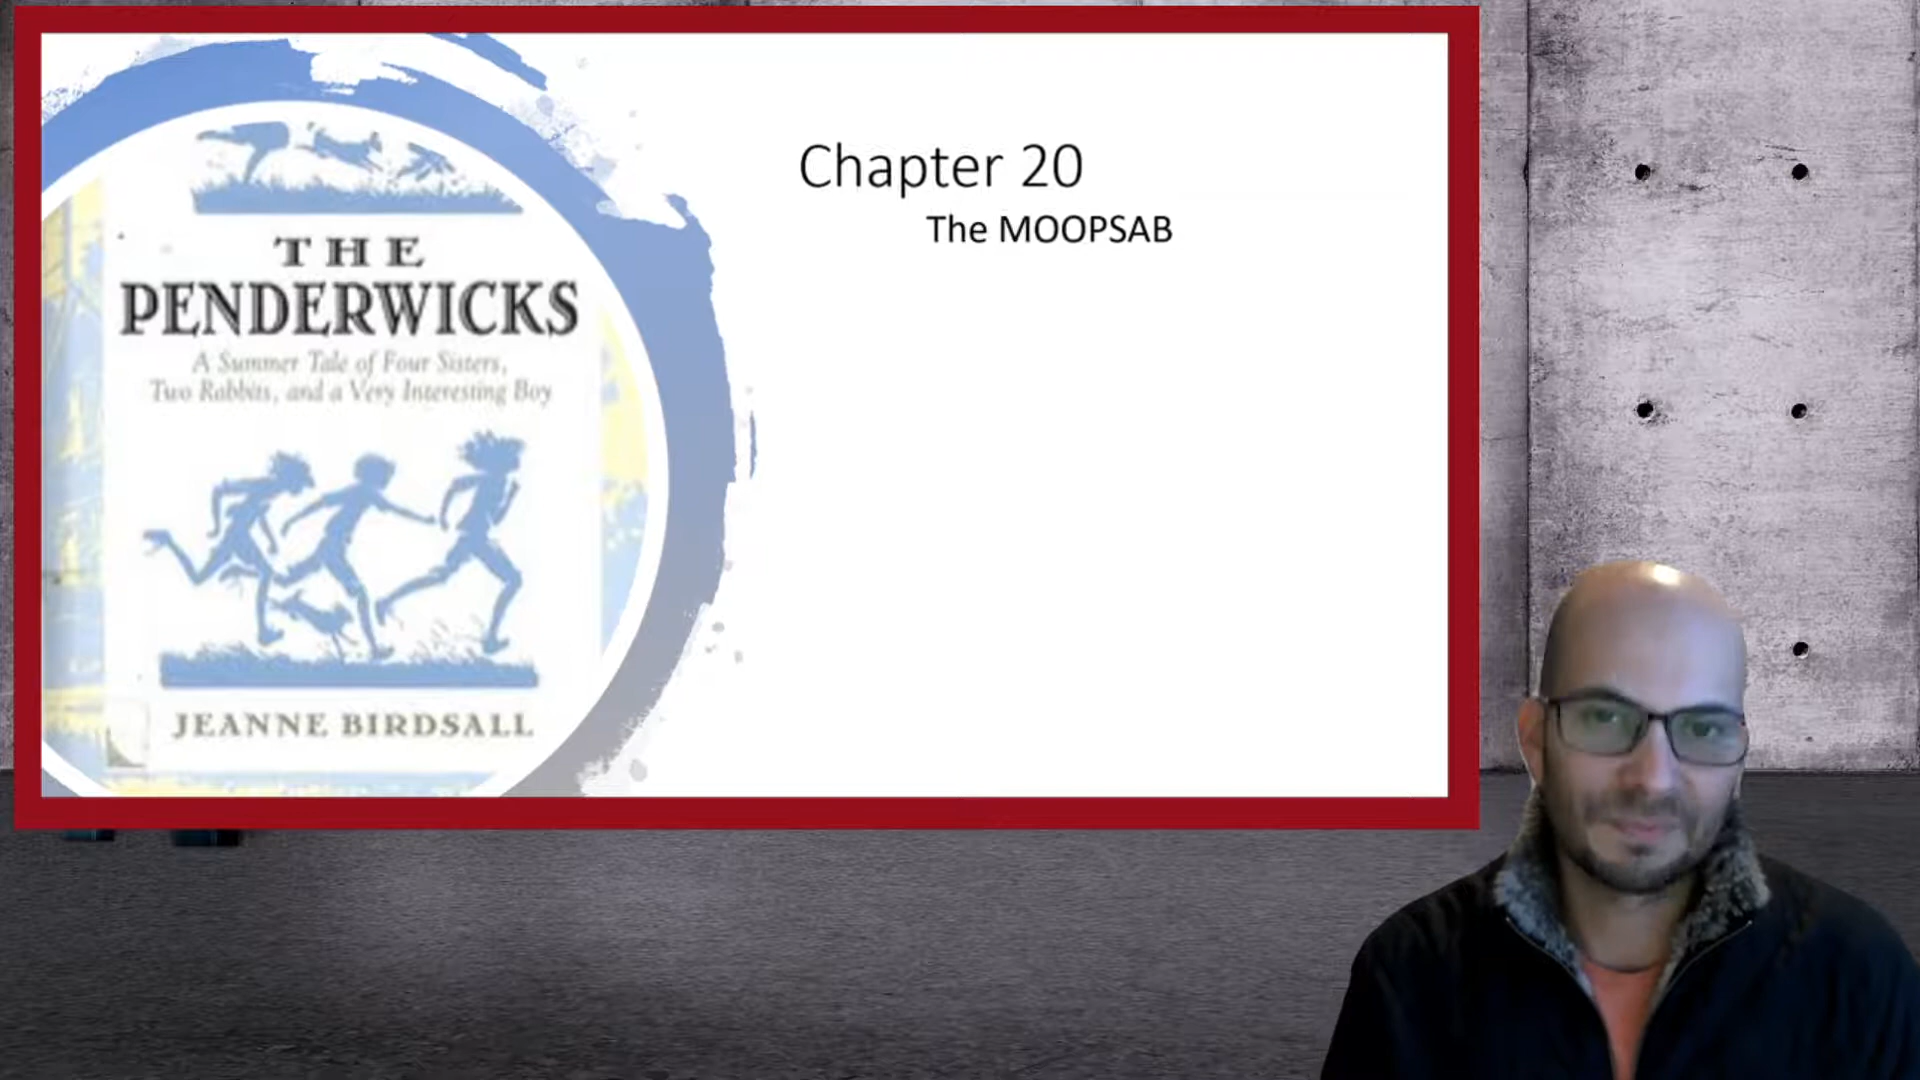 Chapter 20
The MOOPSAB
THE
PENDERWICKS
A Summer Tale of Four Sisters,
Two Rabbits, and a Very Interesting Boy
JEANNE BIRDSALL